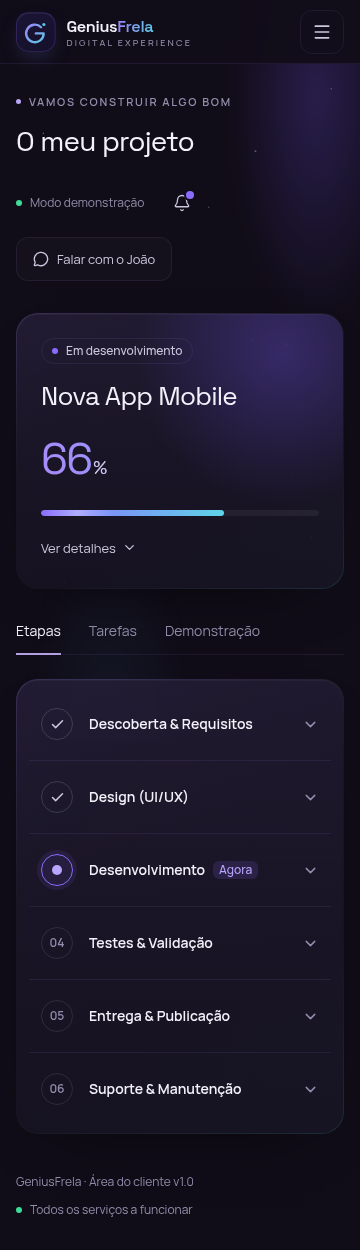 GeniusFrela
DIGITAL EXPERIENCE
VAMOS CONSTRUIR ALGO BOM
O meu projeto
Modo demonstração
Falar com o João
Em desenvolvimento
Nova App Mobile
66%
Ver detalhes
Etapas Tarefas Demonstração
Descoberta & Requisitos
Design (UI/UX)
Desenvolvimento Agora
04 Testes & Validação
05 Entrega & Publicação
06 Suporte & Manutenção
GeniusFrela · Área do cliente v1.0
Todos os serviços a funcionar